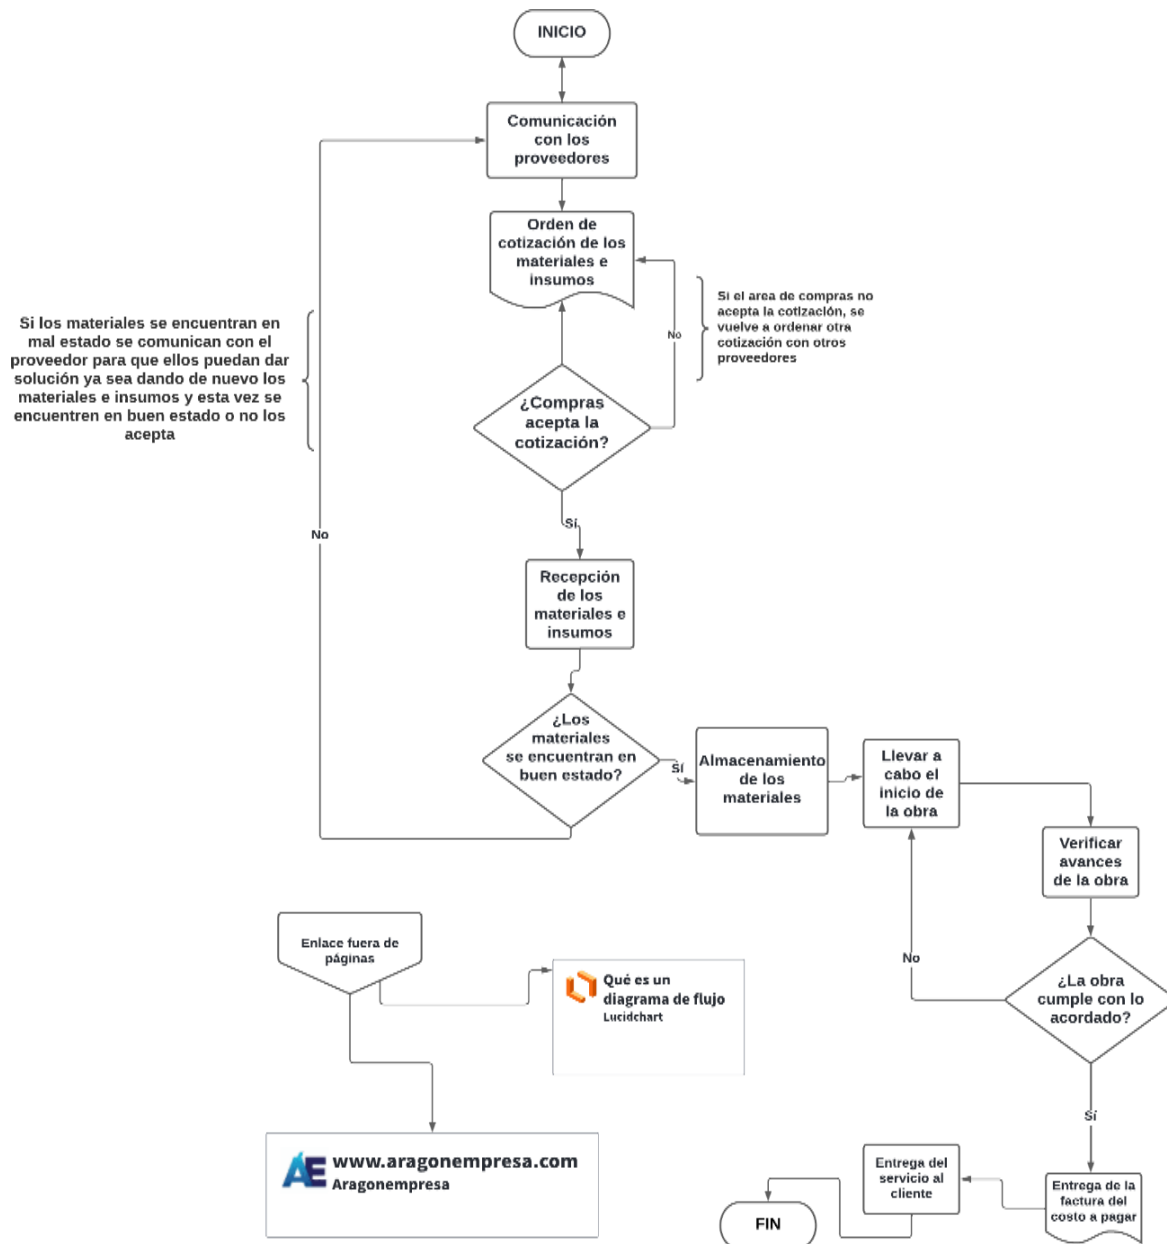 INICIO
Comunicación
con los
proveedores
Orden de
cotización de los
materiales e
insumos
No
Si el area de compras no
acepta la cotización, se
vuelve a ordenar otra
cotización con otros
proveedores
Si los materiales se encuentran en
mal estado se comunican con el
proveedor para que ellos puedan dar
solución ya sea dando de nuevo los
materiales e insumos y esta vez se
encuentren en buen estado o no los
acepta
¿Compras
acepta la
cotización?
Sí
No
Recepción
de los
materiales e
insumos
¿Los
materiales
se encuentran en
buen estado?
Sí
Almacenamiento
de los
materiales
Llevar a
cabo el
inicio de
la obra
Verificar
avances
de la obra
No
¿La obra
cumple con lo
acordado?
Sí
Enlace fuera de
páginas
Qué es un
diagrama de flujo
Lucidchart
www.aragonempresa.com
Aragonempresa
AE
Entrega de la
factura del
costo a pagar
Entrega del
servicio al
cliente
FIN